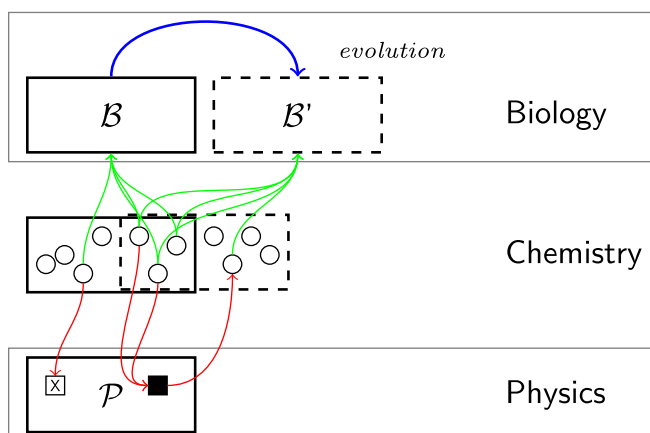 evolution
ℬ
ℬ'
Biology
Chemistry
X
𝒫
Physics